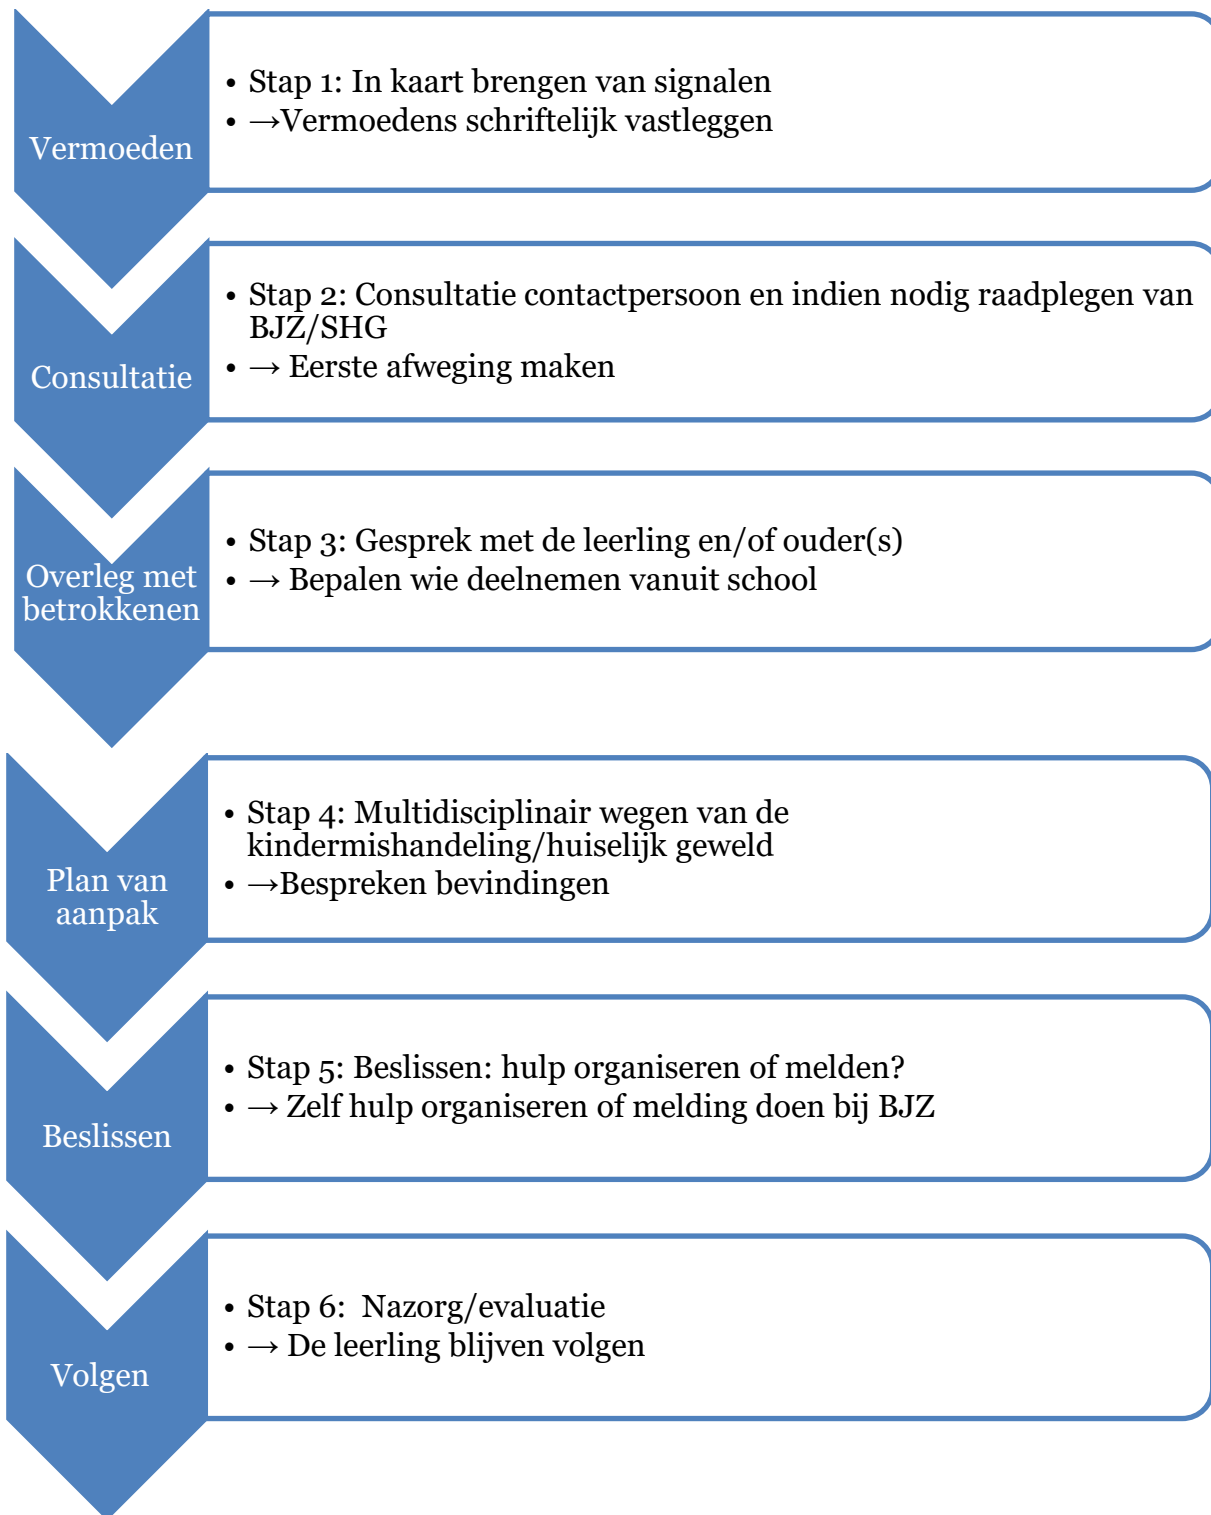 Vermoeden
• Stap 1: In kaart brengen van signalen
• →Vermoedens schriftelijk vastleggen
Consultatie
• Stap 2: Consultatie contactpersoon en indien nodig raadplegen van
BJZ/SHG
• → Eerste afweging maken
Overleg met
betrokkenen
• Stap 3: Gesprek met de leerling en/of ouder(s)
• → Bepalen wie deelnemen vanuit school
Plan van
aanpak
• Stap 4: Multidisciplinair wegen van de
kindermishandeling/huiselijk geweld
• →Bespreken bevindingen
Beslissen
• Stap 5: Beslissen: hulp organiseren of melden?
• → Zelf hulp organiseren of melding doen bij BJZ
Volgen
• Stap 6: Nazorg/evaluatie
• → De leerling blijven volgen